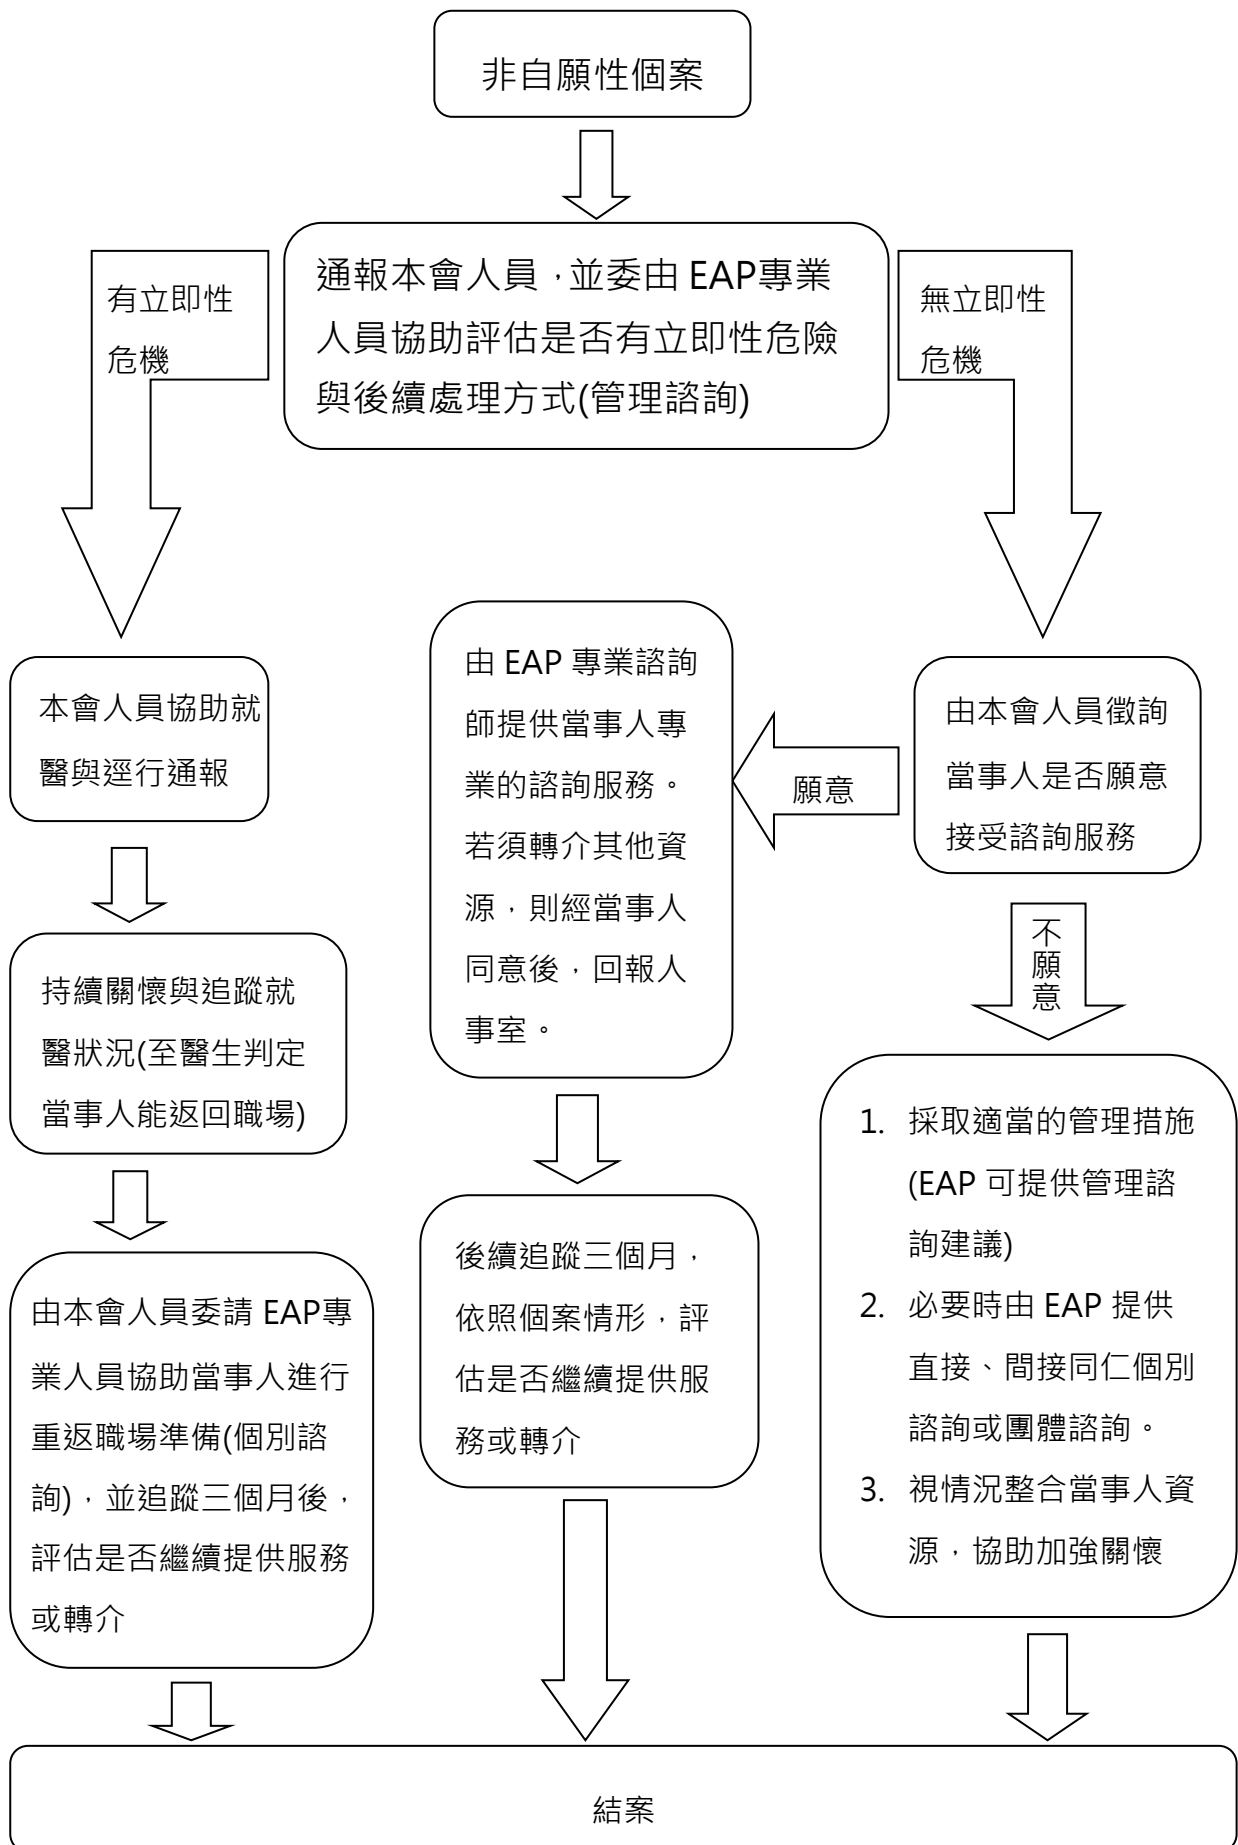 非自願性個案
通報本會人員，並委由 EAP專業
人員協助評估是否有立即性危險
與後續處理方式(管理諮詢)
有立即性
危機
無立即性
危機
本會人員協助就
醫與逕行通報
持續關懷與追蹤就
醫狀況(至醫生判定
當事人能返回職場)
由本會人員委請 EAP專
業人員協助當事人進行
重返職場準備(個別諮
詢)，並追蹤三個月後，
評估是否繼續提供服務
或轉介
由 EAP 專業諮詢
師提供當事人專
業的諮詢服務。
若須轉介其他資
源，則經當事人
同意後，回報人
事室。
後續追蹤三個月，
依照個案情形，評
估是否繼續提供服
務或轉介
願意
由本會人員徵詢
當事人是否願意
接受諮詢服務
不願意
1. 採取適當的管理措施
(EAP 可提供管理諮
詢建議)
2. 必要時由 EAP 提供
直接、間接同仁個別
諮詢或團體諮詢。
3. 視情況整合當事人資
源，協助加強關懷
結案